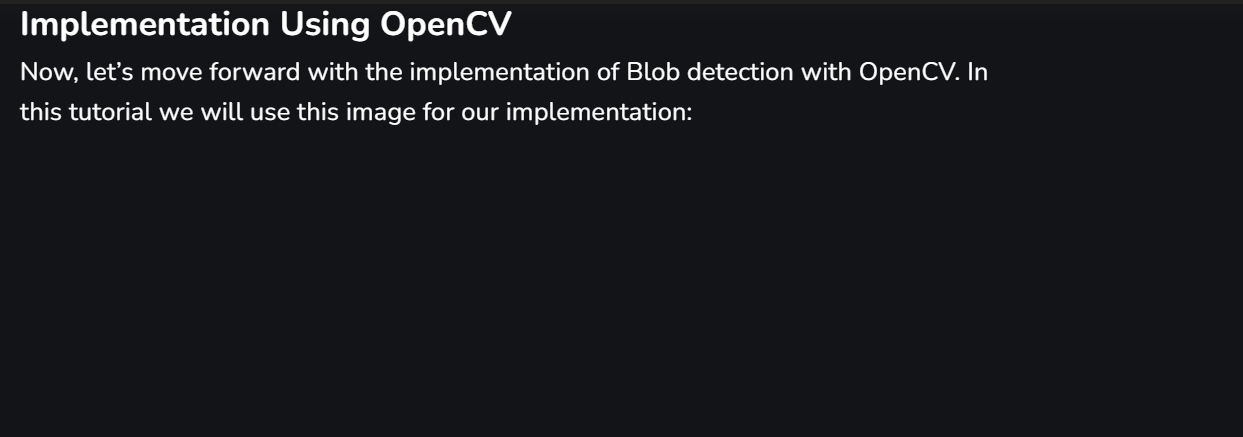 Implementation Using OpenCV
Now, let’s move forward with the implementation of Blob detection with OpenCV. In
this tutorial we will use this image for our implementation: